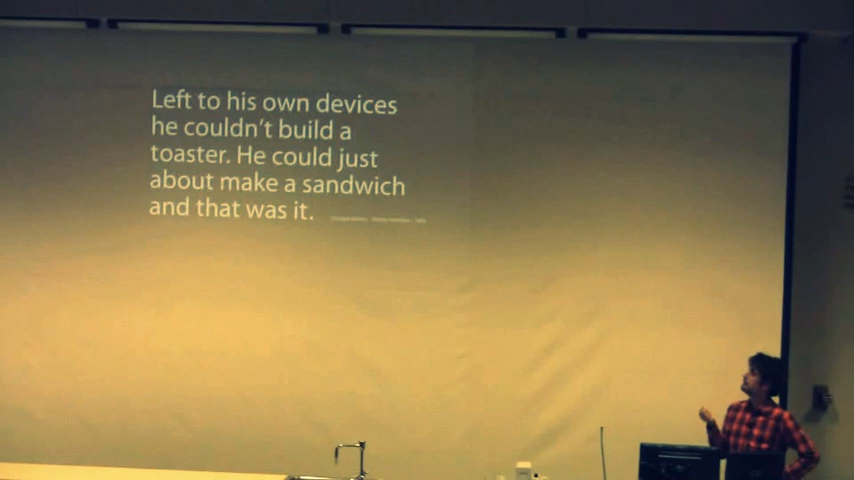 Left to his own devices
he couldn't build a
toaster. He could just
about make a sandwich
and that was it.